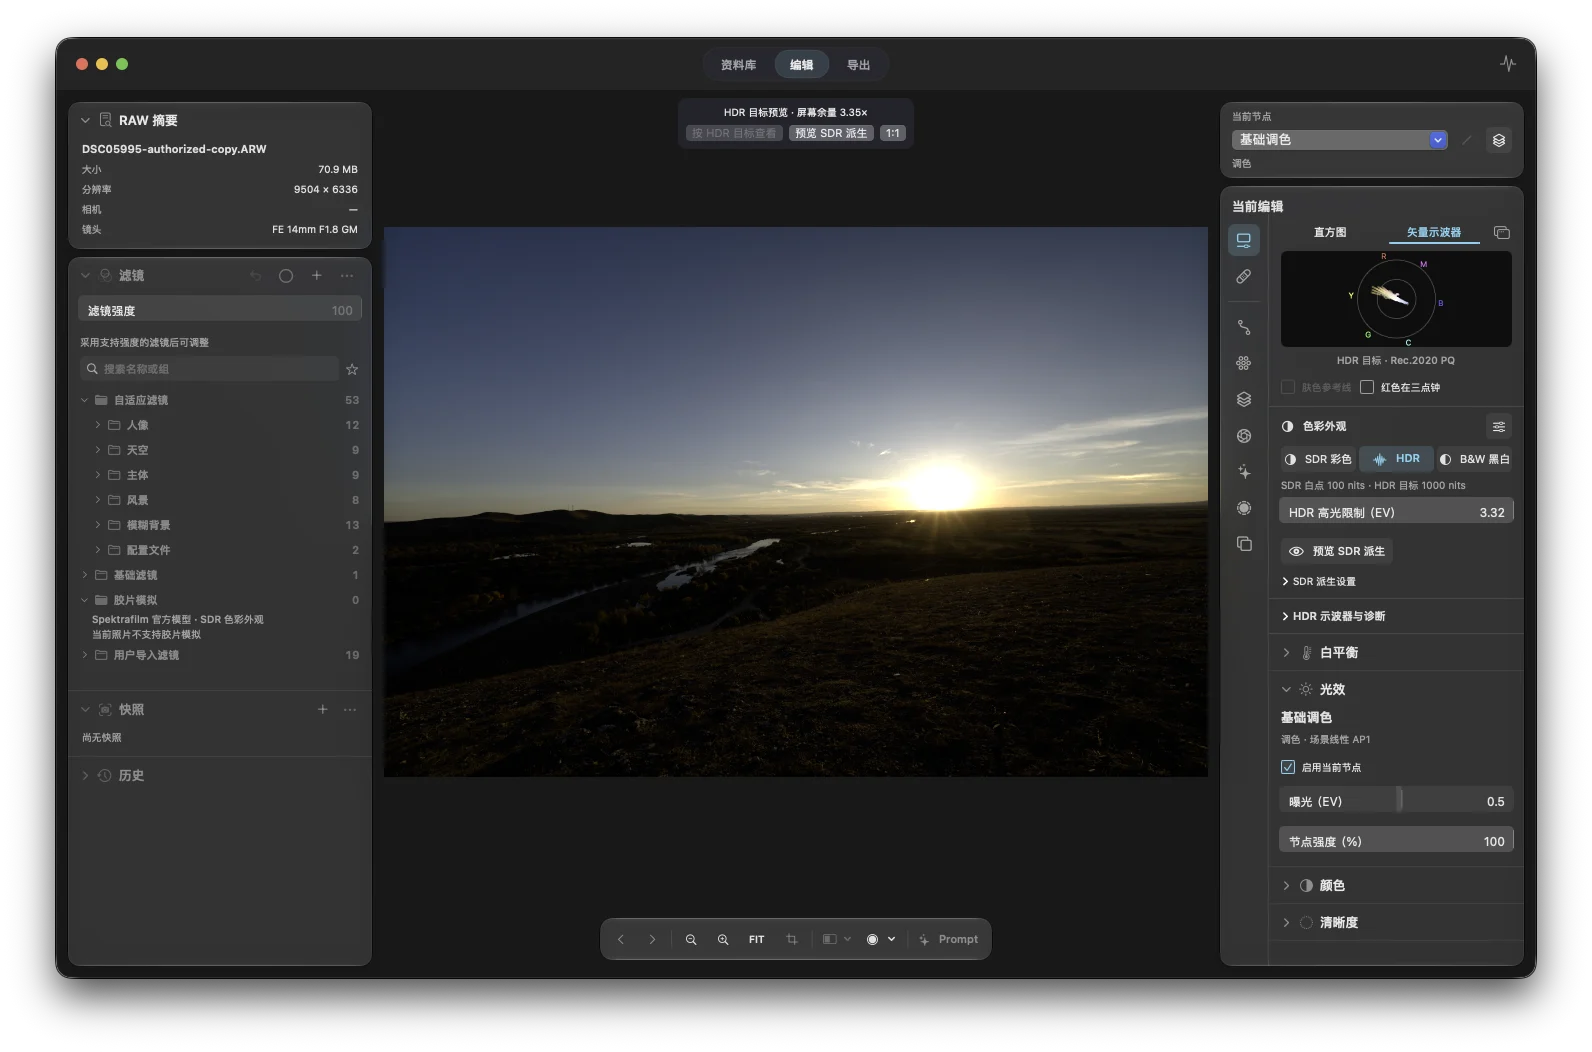 资料库 编辑 导出
RAW 摘要
DSC05995-authorized-copy.ARW
大小 70.9 MB
分辨率 9504 × 6336
相机 —
镜头 FE 14mm F1.8 GM
滤镜
滤镜强度 100
采用支持强度的滤镜后可调整
搜索名称或组
自适应滤镜 53
人像 12
天空 9
主体 9
风景 8
模糊背景 13
配置文件 2
基础滤镜 1
胶片模拟 0
Spektrafilm 官方模型 · SDR 色彩外观
当前照片不支持胶片模拟
用户导入滤镜 19
快照
尚无快照
历史
HDR 目标预览 · 屏幕余量 3.35×
按 HDR 目标查看 预览 SDR 派生 1:1
FIT Prompt
当前节点
基础调色
调色
当前编辑
直方图 矢量示波器
R
M
Y
B
G
C
HDR 目标 · Rec.2020 PQ
肤色参考线 红色在三点钟
色彩外观
SDR 彩色 HDR B&W 黑白
SDR 白点 100 nits · HDR 目标 1000 nits
HDR 高光限制（EV） 3.32
预览 SDR 派生
SDR 派生设置
HDR 示波器与诊断
白平衡
光效
基础调色
调色 · 场景线性 AP1
启用当前节点
曝光（EV） 0.5
节点强度（%） 100
颜色
清晰度